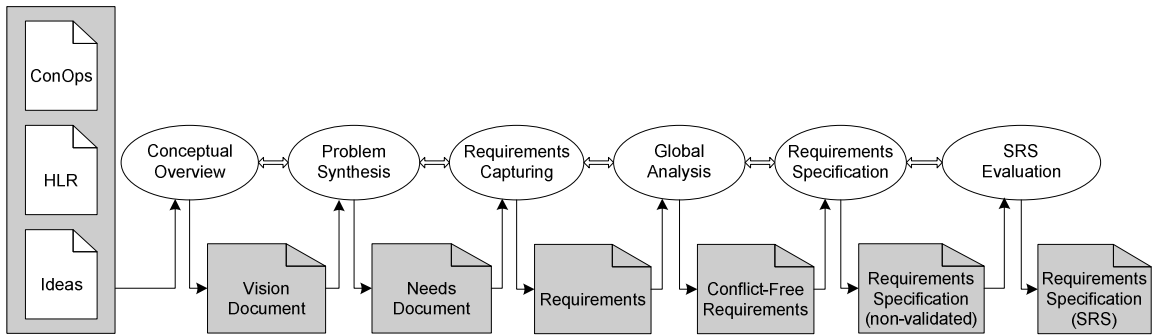 ConOps
HLR
Ideas
Conceptual
Overview
Problem
Synthesis
Requirements
Capturing
Global
Analysis
Requirements
Specification
SRS
Evaluation
Vision
Document
Needs
Document
Requirements
Conflict-Free
Requirements
Requirements
Specification
(non-validated)
Requirements
Specification
(SRS)